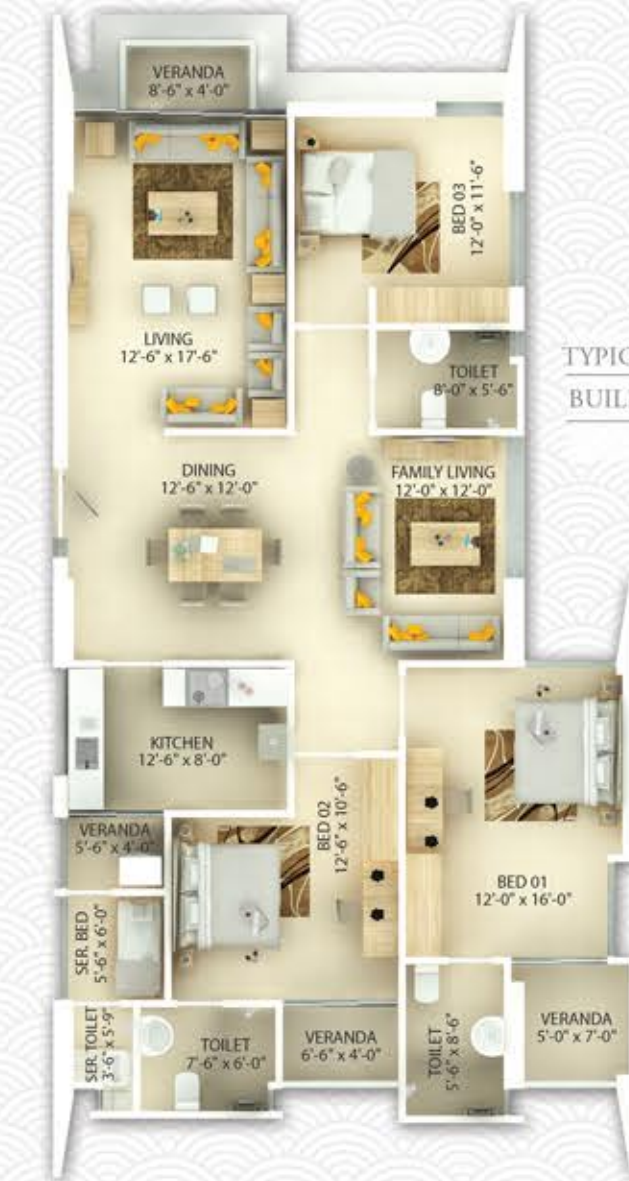 VERANDA
8'-6" x 4'-0"
BED 03
12'-0" x 11'-6"
LIVING
12'-6" x 17'-6"
TOILET
8'-0" x 5'-6"
BUIL
DINING
12'-6" x 12'-0"
FAMILY LIVING
12'-0" x 12'-0"
KITCHEN
12'-6" x 8'-0"
VERANDA
5'-6" x 4'-0"
BED 02
12'-6" x 10'-6"
BED 01
12'-0" x 16'-0"
SER. BED
5'-6" x 6'-0"
SER. TOILET
3'-6" x 5'-9"
TOILET
7'-6" x 6'-0"
VERANDA
6'-6" x 4'-0"
TOILET
5'-6" x 8'-6"
VERANDA
5'-0" x 7'-0"